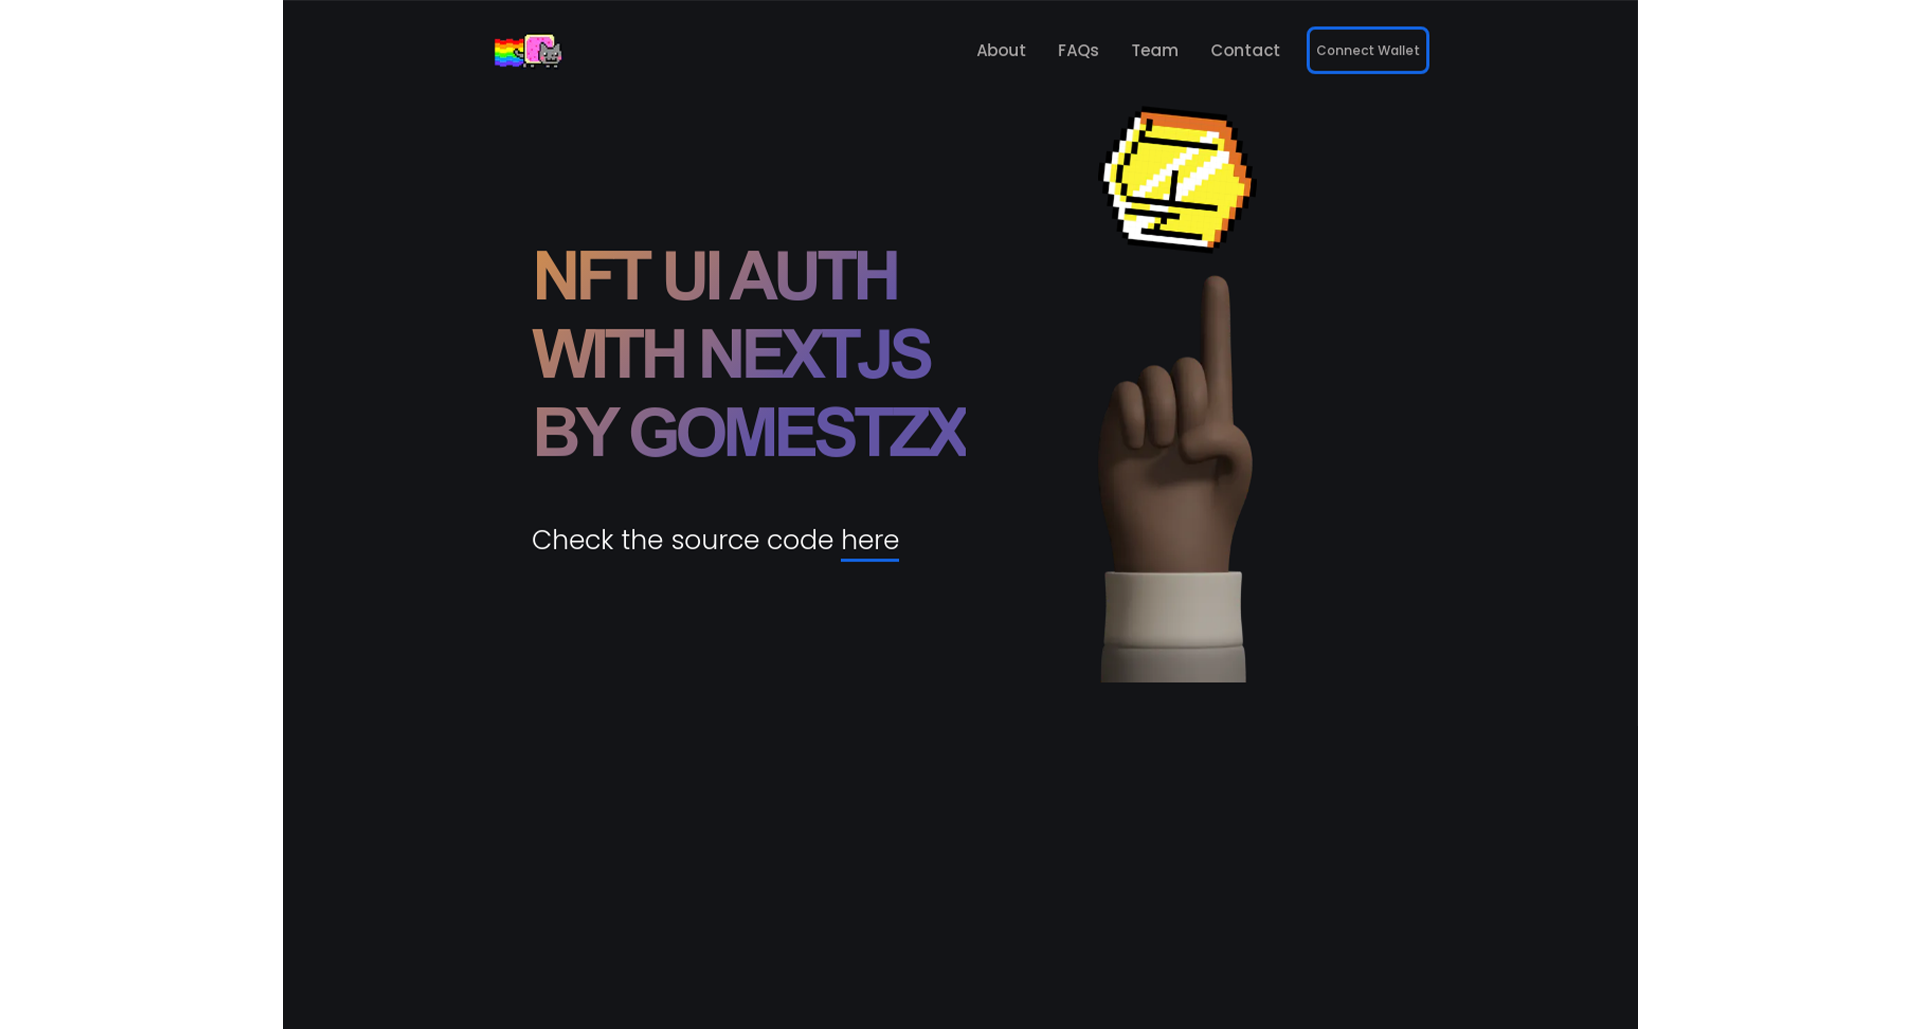 About
FAQs
Team
Contact
Connect Wallet
NFT UI AUTH
WITH NEXTJS
BY GOMESTZX
Check the source code here